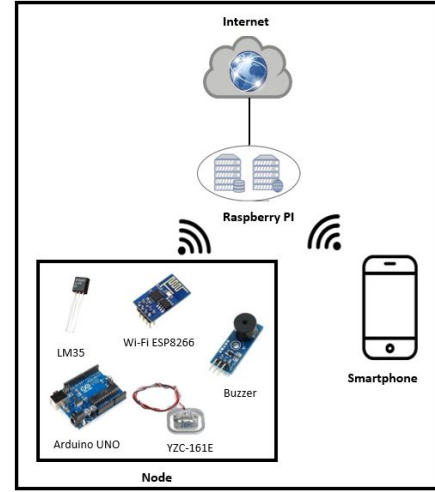 Internet
Raspberry PI
LM35
Wi-Fi ESP8266
Buzzer
Smartphone
Arduino UNO
YZC-161E
Node